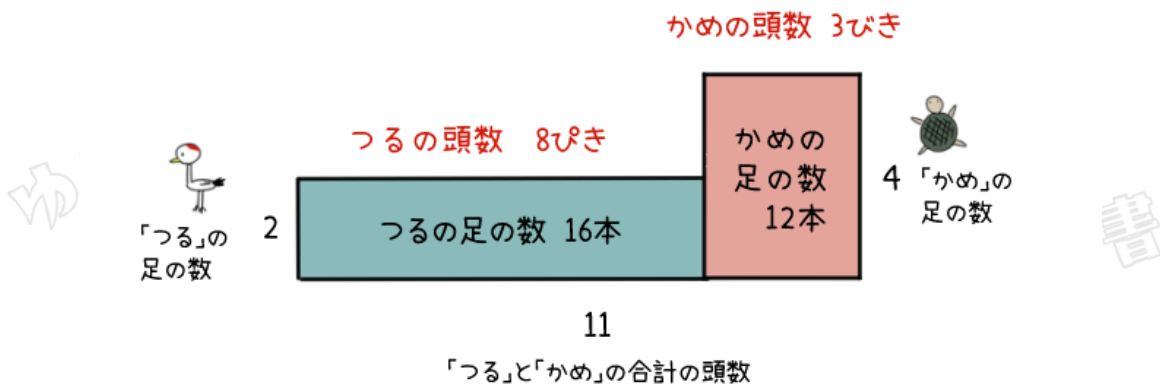 かめの頭数 3びき
つるの頭数 8ぴき
かめの
足の数
12本
4
「かめ」の
足の数
ゆ
「つる」の
足の数
2
つるの足の数 16本
書
11
「つる」と「かめ」の合計の頭数